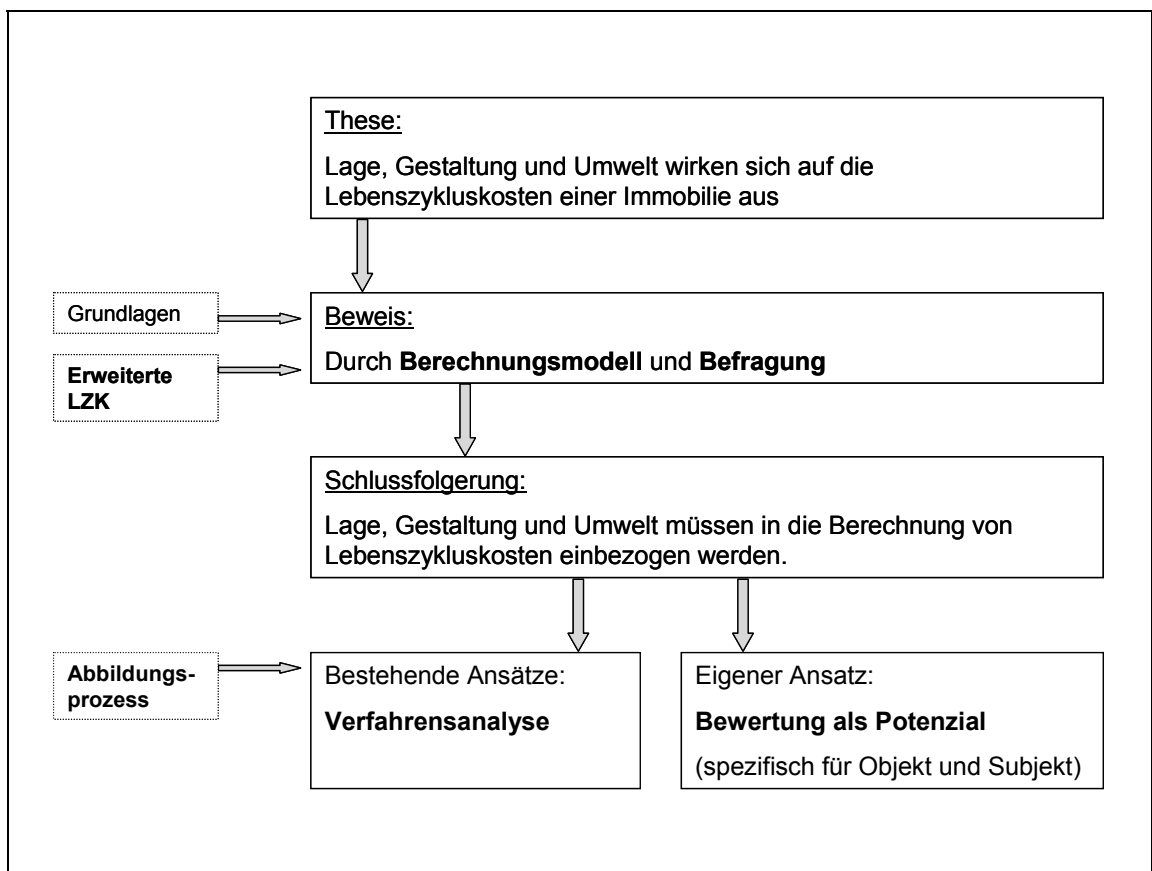 These:
Lage, Gestaltung und Umwelt wirken sich auf die
Lebenszykluskosten einer Immobilie aus
Grundlagen
Erweiterte
LZK
Beweis:
Durch Berechnungsmodell und Befragung
Schlussfolgerung:
Lage, Gestaltung und Umwelt müssen in die Berechnung von
Lebenszykluskosten einbezogen werden.
Abbildungs-
prozess
Bestehende Ansätze:
Verfahrensanalyse
Eigener Ansatz:
Bewertung als Potenzial
(spezifisch für Objekt und Subjekt)